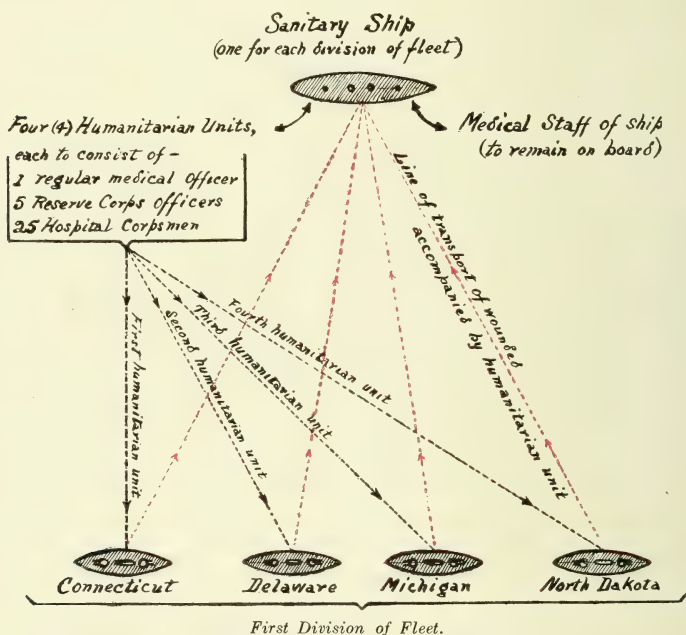 Sanitary Ship
(one for each division of fleet)
Four (4) Humanitarian Units,
each to consist of –
1 regular medical Officer
5 Reserve Corps officers
25 Hospital Corpsmen
Medical Staff of ship
(to remain on board)
Line of transport of wounded
accompanied by humanitarian unit
First humanitarian unit
Second humanitarian unit
Third humanitarian unit
Fourth humanitarian unit
Connecticut
Delaware
Michigan
North Dakota
First Division of Fleet.